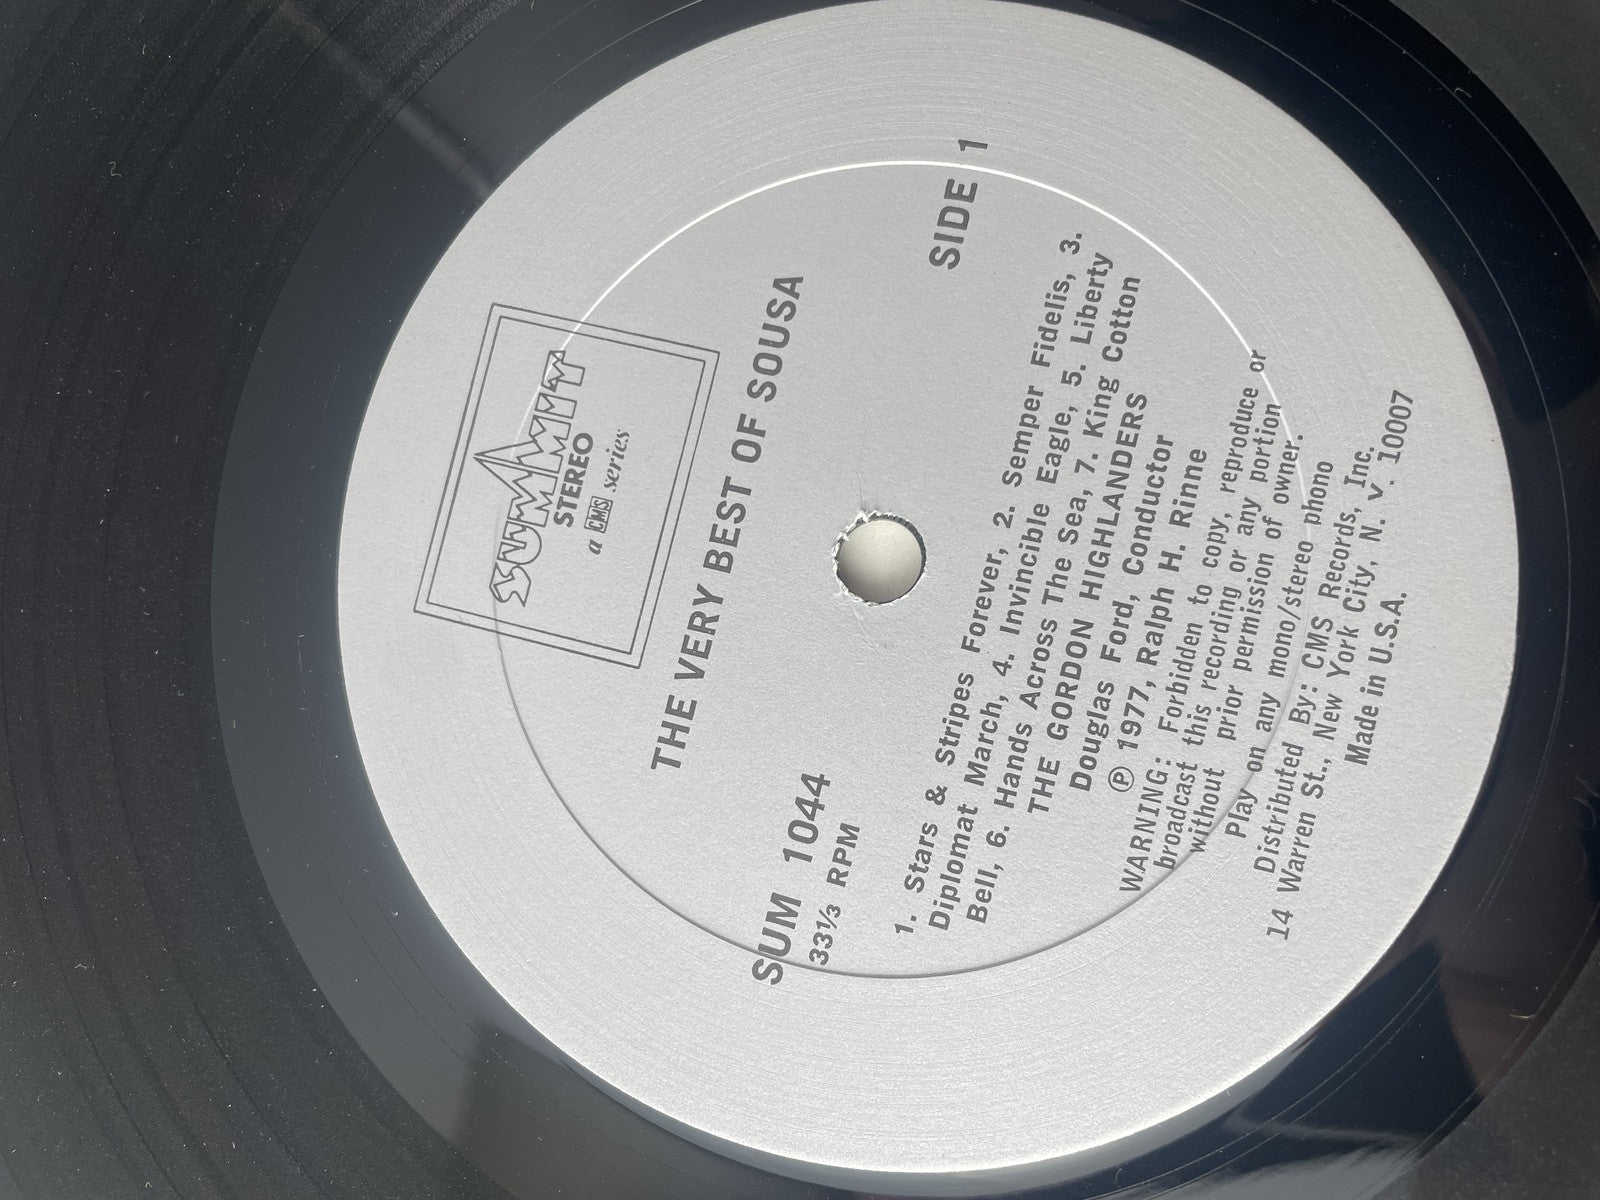 SUMMIT
STEREO
a CMS series
THE VERY BEST OF SOUSA
SUM 1044
33⅓ RPM
SIDE 1
1. Stars & Stripes Forever, 2. Semper Fidelis, 3.
Diplomat March, 4. Invincible Eagle, 5. Liberty
Bell, 6. Hands Across The Sea, 7. King Cotton
THE GORDON HIGHLANDERS
Douglas Ford, Conductor
℗ 1977, Ralph H. Rinne
WARNING: Forbidden to copy, reproduce or
broadcast this recording or any portion
without prior permission of owner.
Play on any mono/stereo phono
Distributed By: CMS Records, Inc.
14 Warren St., New York City, N. Y. 10007
Made in U.S.A.